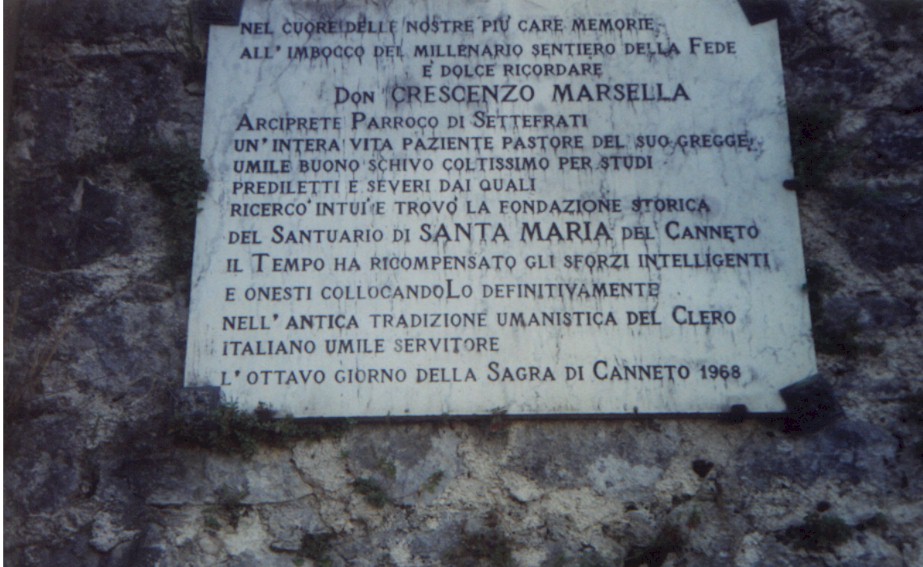 NEL CUORE DELLE NOSTRE PIU' CARE MEMORIE
ALL'IMBOCCO DEL MILLENARIO SENTIERO DELLA FEDE
E' DOLCE RICORDARE
DON CRESCENZO MARSELLA
ARCIPRETE PARROCO DI SETTEFRATI
UN'INTERA VITA PAZIENTE PASTORE DEL SUO GREGGE
UMILE BUONO SCHIVO COLTISSIMO PER STUDI
PREDILETTI E SEVERI DAI QUALI
RICERCO' INTUI' E TROVO' LA FONDAZIONE STORICA
DEL SANTUARIO DI SANTA MARIA DEL CANNETO
IL TEMPO HA RICOMPENSATO GLI SFORZI INTELLIGENTI
E ONESTI COLLOCANDOLO DEFINITIVAMENTE
NELL'ANTICA TRADIZIONE UMANISTICA DEL CLERO
ITALIANO UMILE SERVITORE
L'OTTAVO GIORNO DELLA SAGRA DI CANNETO 1968